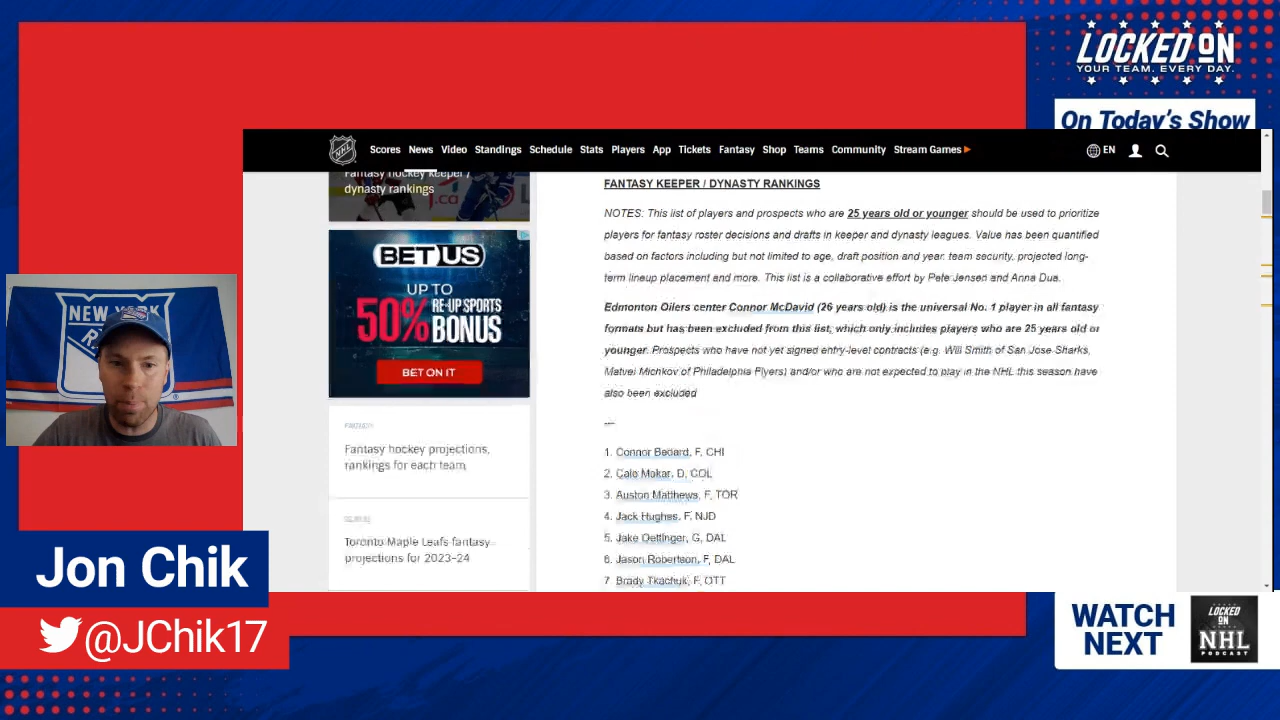 LOCKED ON
YOUR TEAM. EVERY DAY.
On Today's Show
NHL
Scores News Video Standings Schedule Stats Players App Tickets Fantasy Shop Teams Community Stream Games EN
Fantasy hockey keeper /
dynasty rankings
BET US
UP TO
50% RE-UP SPORTS
BONUS
BET ON IT
Fantasy hockey projections,
rankings for each team
Toronto Maple Leafs fantasy
projections for 2023-24
FANTASY KEEPER / DYNASTY RANKINGS
NOTES: This list of players and prospects who are 25 years old or younger should be used to prioritize
players for fantasy roster decisions and drafts in keeper and dynasty leagues. Value has been quantified
based on factors including but not limited to age, draft position and year, team security, projected long-
term lineup placement and more. This list is a collaborative effort by Pete Jensen and Anna Dua.
Edmonton Oilers center Connor McDavid (26 years old) is the universal No. 1 player in all fantasy
formats but has been excluded from this list, which only includes players who are 25 years old or
younger. Prospects who have not yet signed entry-level contracts (e.g. Will Smith of San Jose Sharks,
Matvei Michkov of Philadelphia Flyers) and/or who are not expected to play in the NHL this season have
also been excluded
---
1. Connor Bedard, F, CHI
2. Cale Makar, D, COL
3. Auston Matthews, F, TOR
4. Jack Hughes, F, NJD
5. Jake Oettinger, G, DAL
6. Jason Robertson, F, DAL
7. Brady Tkachuk, F, OTT
NEW YORK
Jon Chik
@JChik17
WATCH
NEXT
LOCKED
ON
NHL
PODCAST